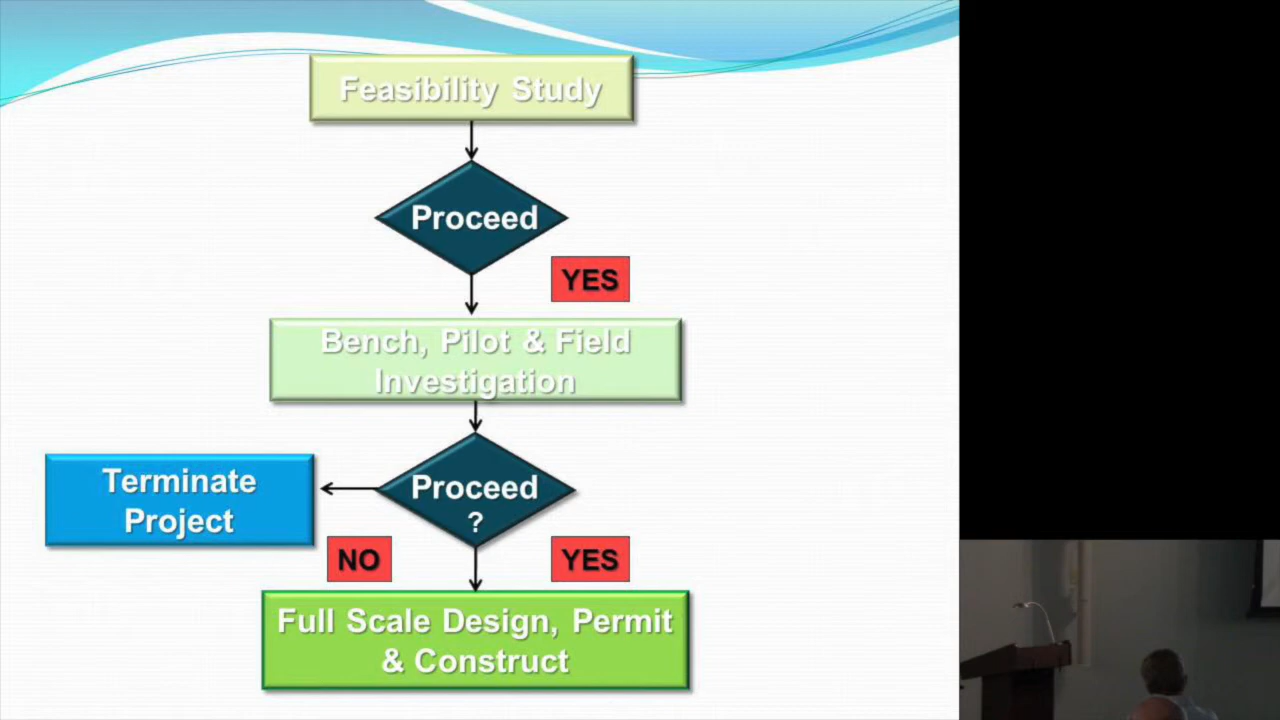 Feasibility Study
Proceed
YES
Bench, Pilot & Field
Investigation
Terminate
Project
Proceed
?
NO
YES
Full Scale Design, Permit
& Construct